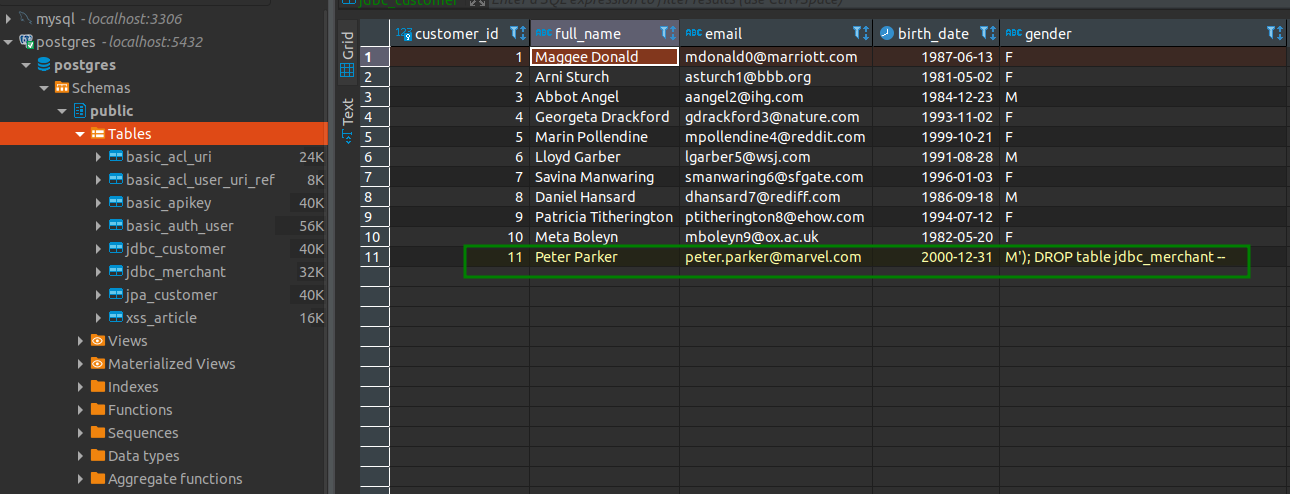 mysql - localhost:3306
postgres - localhost:5432
postgres
Schemas
public
Tables
basic_acl_uri 24K
basic_acl_user_uri_ref 8K
basic_apikey 40K
basic_auth_user 56K
jdbc_customer 40K
jdbc_merchant 32K
jpa_customer 40K
xss_article 16K
Views
Materialized Views
Indexes
Functions
Sequences
Data types
Aggregate functions
jdbc_customer
Grid
Text
123 customer_id ABC full_name ABC email birth_date ABC gender
1 1 Maggee Donald mdonald0@marriott.com 1987-06-13 F
2 2 Arni Sturch asturch1@bbb.org 1981-05-02 F
3 3 Abbot Angel aangel2@ihg.com 1984-12-23 M
4 4 Georgeta Drackford gdrackford3@nature.com 1993-11-02 F
5 5 Marin Pollendine mpollendine4@reddit.com 1999-10-21 F
6 6 Lloyd Garber lgarber5@wsj.com 1991-08-28 M
7 7 Savina Manwaring smanwaring6@sfgate.com 1996-01-03 F
8 8 Daniel Hansard dhansard7@rediff.com 1986-09-18 M
9 9 Patricia Titherington ptitherington8@ehow.com 1994-07-12 F
10 10 Meta Boleyn mboleyn9@ox.ac.uk 1982-05-20 F
11 11 Peter Parker peter.parker@marvel.com 2000-12-31 M'); DROP table jdbc_merchant --